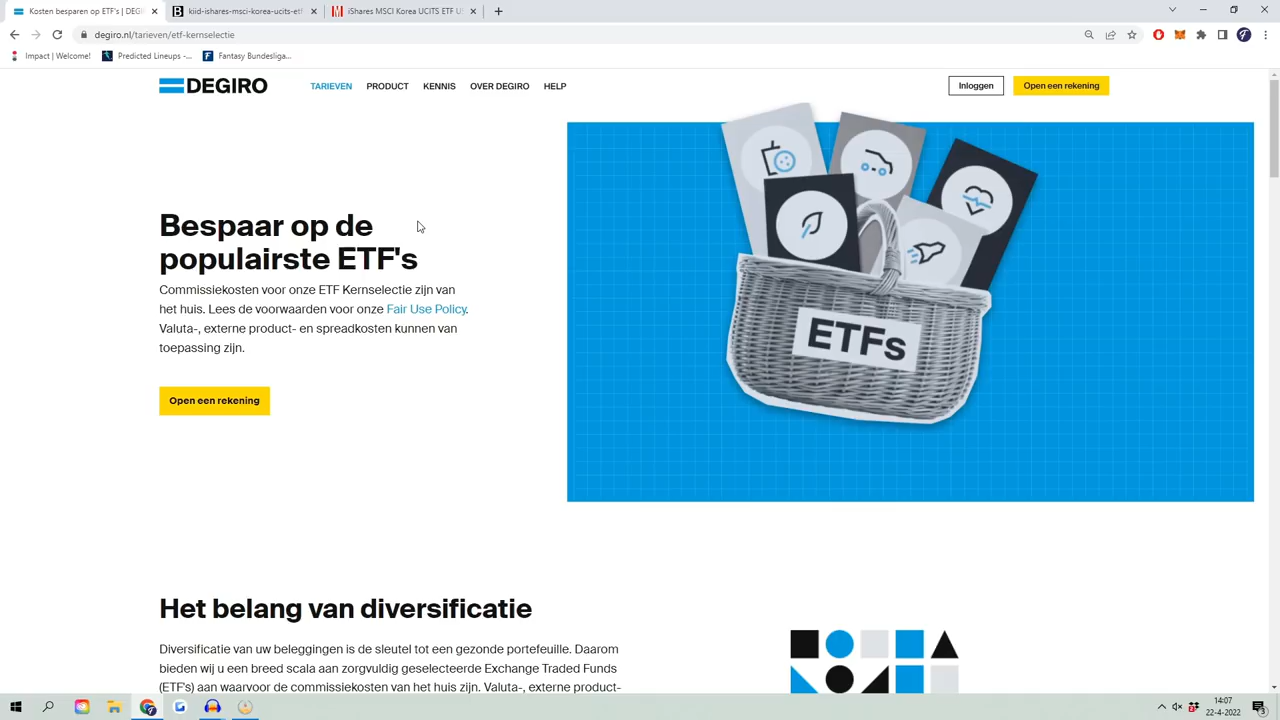 Kosten besparen op ETF's | DEGI
kiid-ishares-msci-korea-ucits-etf
iShares MSCI Korea UCITS ETF U
degiro.nl/tarieven/etf-kernselectie
Impact | Welcome!
Predicted Lineups -...
Fantasy Bundesliga...
DEGIRO
TARIEVEN
PRODUCT
KENNIS
OVER DEGIRO
HELP
Inloggen
Open een rekening
Bespaar op de
populairste ETF's
Commissiekosten voor onze ETF Kernselectie zijn van
het huis. Lees de voorwaarden voor onze Fair Use Policy.
Valuta-, externe product- en spreadkosten kunnen van
toepassing zijn.
Open een rekening
ETFs
Het belang van diversificatie
Diversificatie van uw beleggingen is de sleutel tot een gezonde portefeuille. Daarom
bieden wij u een breed scala aan zorgvuldig geselecteerde Exchange Traded Funds
(ETF's) aan waarvoor de commissiekosten van het huis zijn. Valuta-, externe product-
14:07
22-4-2022